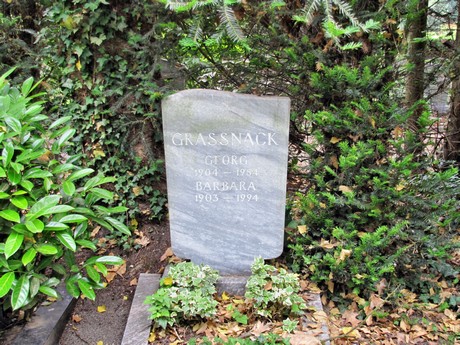 GRASSNACK
GEORG
1904 – 1984
BARBARA
1903 – 1994